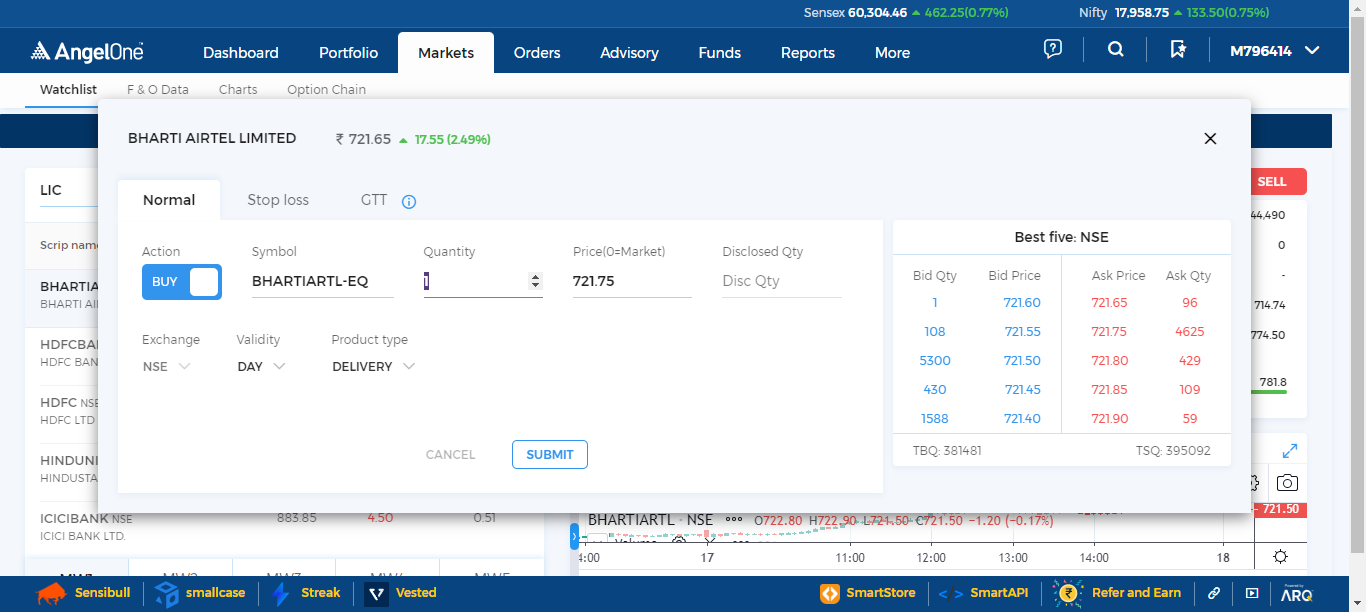 Sensex 60,304.46 462.25(0.77%) Nifty 17,958.75 133.50(0.75%)
AngelOne Dashboard Portfolio Markets Orders Advisory Funds Reports More M796414
Watchlist F & O Data Charts Option Chain
BHARTI AIRTEL LIMITED ₹ 721.65 17.55 (2.49%)
LIC
SELL
Normal Stop loss GTT
44,490
Best five: NSE
Scrip name
0
Action Symbol Quantity Price(0=Market) Disclosed Qty
Bid Qty Bid Price Ask Price Ask Qty
-
BUY BHARTIARTL-EQ 1 721.75 Disc Qty
BHARTIA
BHARTI AI
1 721.60 721.65 96
714.74
108 721.55 721.75 4625
774.50
Exchange Validity Product type
HDFCBA
HDFC BAN
NSE DAY DELIVERY
5300 721.50 721.80 429
781.8
430 721.45 721.85 109
HDFC NSE
HDFC LTD
1588 721.40 721.90 59
CANCEL SUBMIT
TBQ: 381481 TSQ: 395092
HINDUNI
HINDUSTA
ICICIBANK NSE 883.85 4.50 0.51
ICICI BANK LTD.
721.50
BHARTIARTL · NSE O722.80 H722.90 L721.50 C721.50 −1.20 (−0.17%)
Volume
4:00 17 11:00 12:00 13:00 14:00 18
MW1 MW2 MW3 MW4 MW5
Sensibull smallcase Streak Vested SmartStore SmartAPI Refer and Earn Powered by ARQ